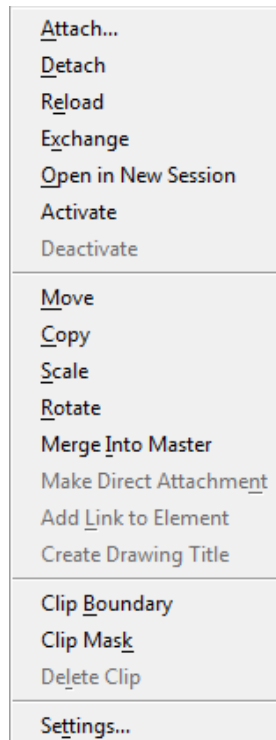 Attach...
Detach
Reload
Exchange
Open in New Session
Activate
Deactivate
Move
Copy
Scale
Rotate
Merge Into Master
Make Direct Attachment
Add Link to Element
Create Drawing Title
Clip Boundary
Clip Mask
Delete Clip
Settings...